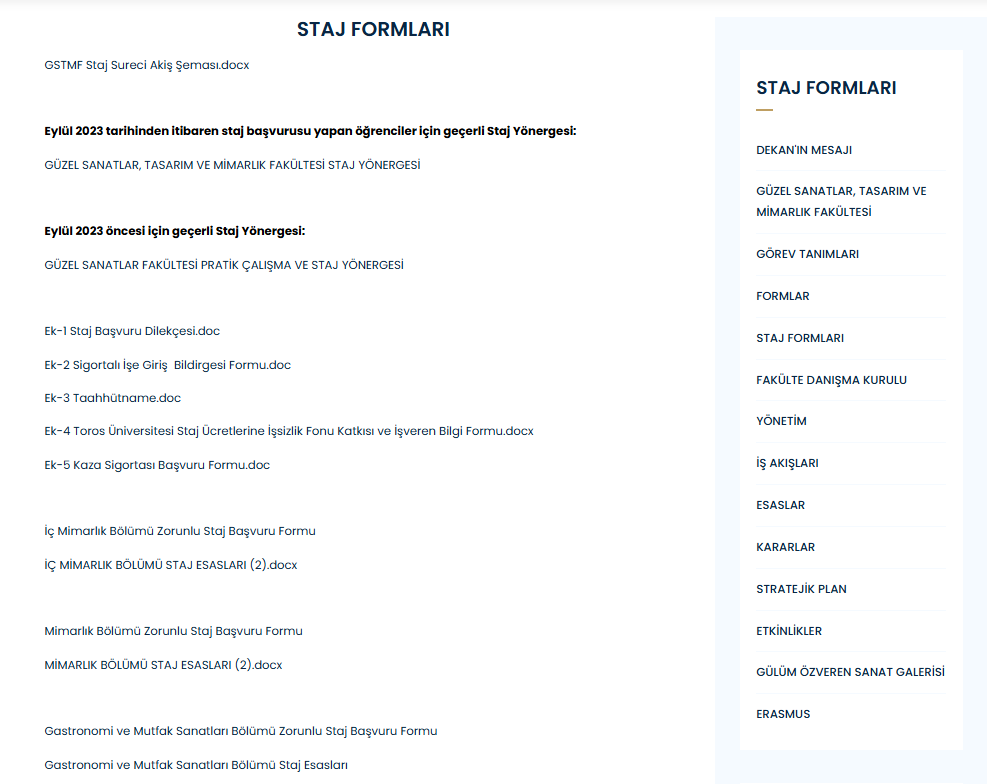 STAJ FORMLARI
GSTMF Staj Sureci Akiş Şeması.docx
Eylül 2023 tarihinden itibaren staj başvurusu yapan öğrenciler için geçerli Staj Yönergesi:
GÜZEL SANATLAR, TASARIM VE MİMARLIK FAKÜLTESİ STAJ YÖNERGESİ
Eylül 2023 öncesi için geçerli Staj Yönergesi:
GÜZEL SANATLAR FAKÜLTESİ PRATİK ÇALIŞMA VE STAJ YÖNERGESİ
Ek-1 Staj Başvuru Dilekçesi.doc
Ek-2 Sigortalı İşe Giriş  Bildirgesi Formu.doc
Ek-3 Taahhütname.doc
Ek-4 Toros Üniversitesi Staj Ücretlerine İşsizlik Fonu Katkısı ve İşveren Bilgi Formu.docx
Ek-5 Kaza Sigortası Başvuru Formu.doc
İç Mimarlık Bölümü Zorunlu Staj Başvuru Formu
İÇ MİMARLIK BÖLÜMÜ STAJ ESASLARI (2).docx
Mimarlık Bölümü Zorunlu Staj Başvuru Formu
MİMARLIK BÖLÜMÜ STAJ ESASLARI (2).docx
Gastronomi ve Mutfak Sanatları Bölümü Zorunlu Staj Başvuru Formu
Gastronomi ve Mutfak Sanatları Bölümü Staj Esasları
STAJ FORMLARI
DEKAN'IN MESAJI
GÜZEL SANATLAR, TASARIM VE
MİMARLIK FAKÜLTESİ
GÖREV TANIMLARI
FORMLAR
STAJ FORMLARI
FAKÜLTE DANIŞMA KURULU
YÖNETİM
İŞ AKIŞLARI
ESASLAR
KARARLAR
STRATEJİK PLAN
ETKİNLİKLER
GÜLÜM ÖZVEREN SANAT GALERİSİ
ERASMUS